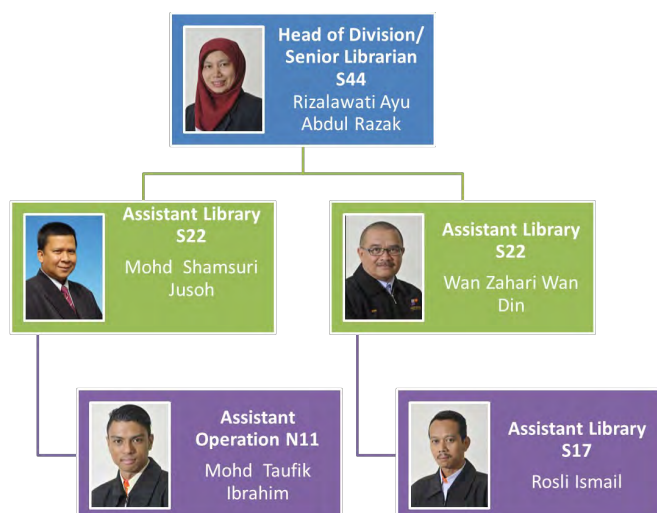 Head of Division/
Senior Librarian
S44
Rizalawati Ayu
Abdul Razak
Assistant Library
S22
Mohd Shamsuri
Jusoh
Assistant Library
S22
Wan Zahari Wan
Din
Assistant
Operation N11
Mohd Taufik
Ibrahim
Assistant Library
S17
Rosli Ismail